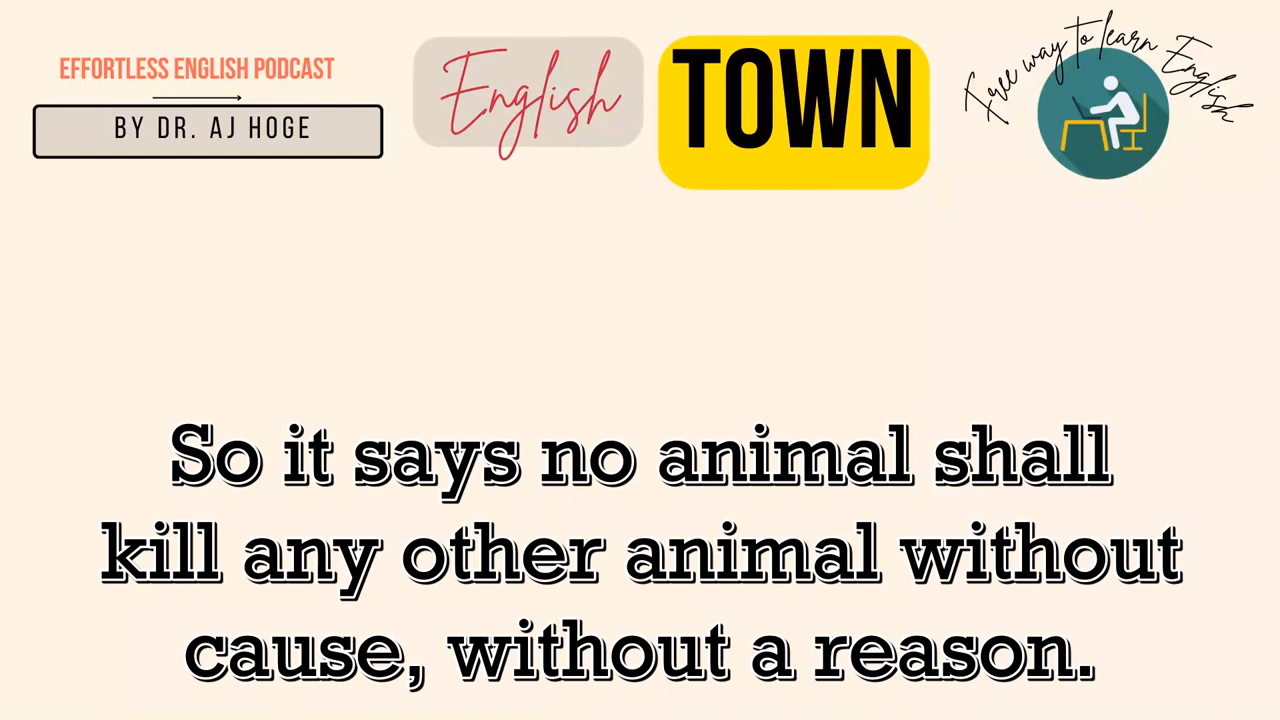 EFFORTLESS ENGLISH PODCAST
BY DR. AJ HOGE
English
TOWN
Free way to learn English
So it says no animal shall
kill any other animal without
cause, without a reason.